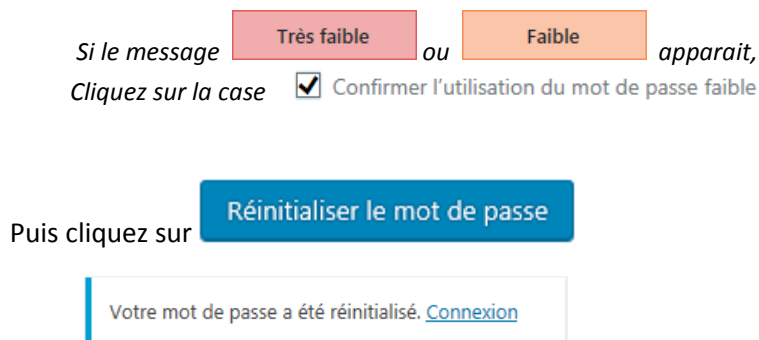 Si le message Très faible ou Faible apparait,
Cliquez sur la case Confirmer l'utilisation du mot de passe faible
Puis cliquez sur Réinitialiser le mot de passe
Votre mot de passe a été réinitialisé. Connexion